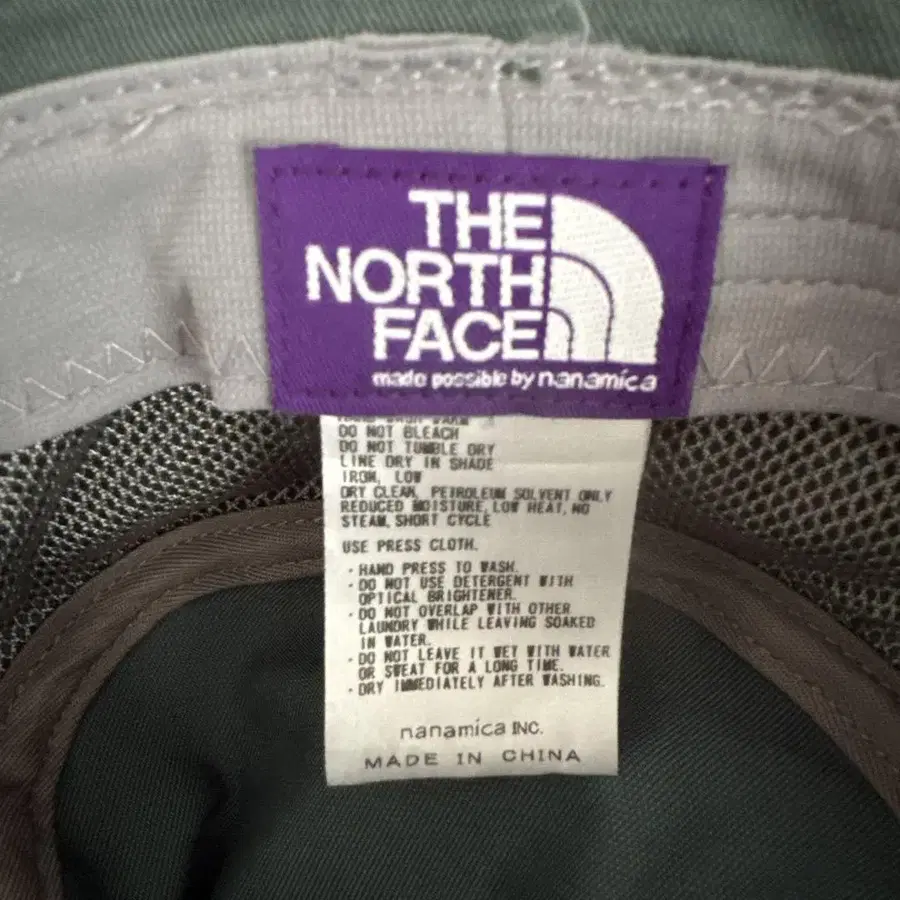 THE
NORTH
FACE
made possible by nanamica
DO NOT BLEACH
DO NOT TUMBLE DRY
LINE DRY IN SHADE
IRON, LOW
DRY CLEAN, PETROLEUM SOLVENT ONLY
REDUCED MOISTURE, LOW HEAT, NO
STEAM, SHORT CYCLE
USE PRESS CLOTH.
・HAND PRESS TO WASH.
・DO NOT USE DETERGENT WITH
OPTICAL BRIGHTENER.
・DO NOT OVERLAP WITH OTHER
LAUNDRY WHILE LEAVING SOAKED
IN WATER.
・DO NOT LEAVE IT WET WITH WATER
OR SWEAT FOR A LONG TIME.
・DRY IMMEDIATELY AFTER WASHING.
nanamica INC.
MADE IN CHINA